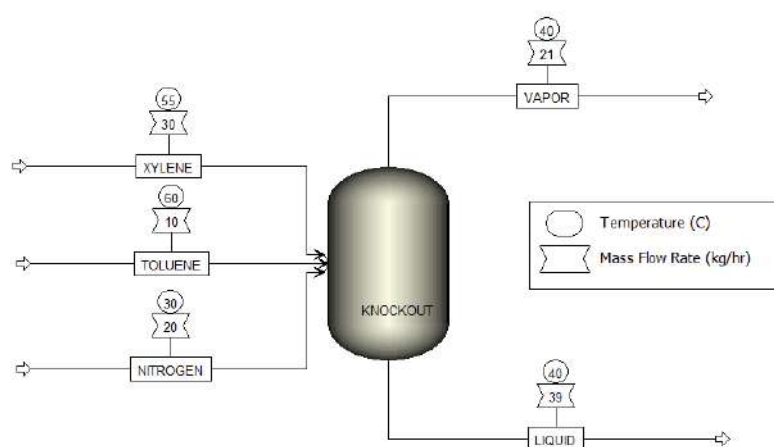 40
21
VAPOR
55
30
XYLENE
60
10
TOLUENE
30
20
NITROGEN
KNOCKOUT
Temperature (C)
Mass Flow Rate (kg/hr)
40
39
LIQUID